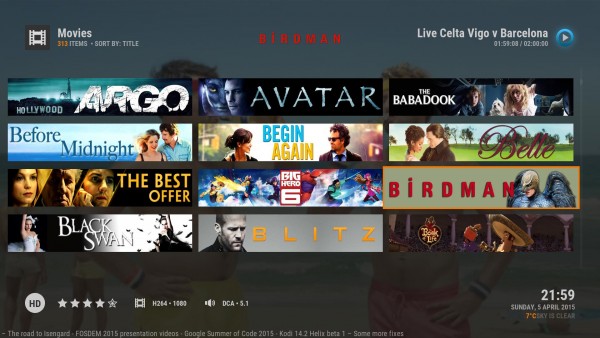 Movies
313 ITEMS • SORT BY: TITLE
BİRDMAN
Live Celta Vigo v Barcelona
01:59:08 / 02:00:00
HOLLYWOOD ARGO
AVATAR
THE BABADOOK
Before Midnight
BEGIN AGAIN
Belle
THE BEST OFFER
BIG HERO 6
BİRDMAN
BLACK SWAN
BLITZ
Book of Life
HD
H264 • 1080
DCA • 5.1
21:59
SUNDAY, 5 APRIL 2015
7°C SKY IS CLEAR
– The road to Isengard - FOSDEM 2015 presentation videos - Google Summer of Code 2015 - Kodi 14.2 Helix beta 1 – Some more fixes